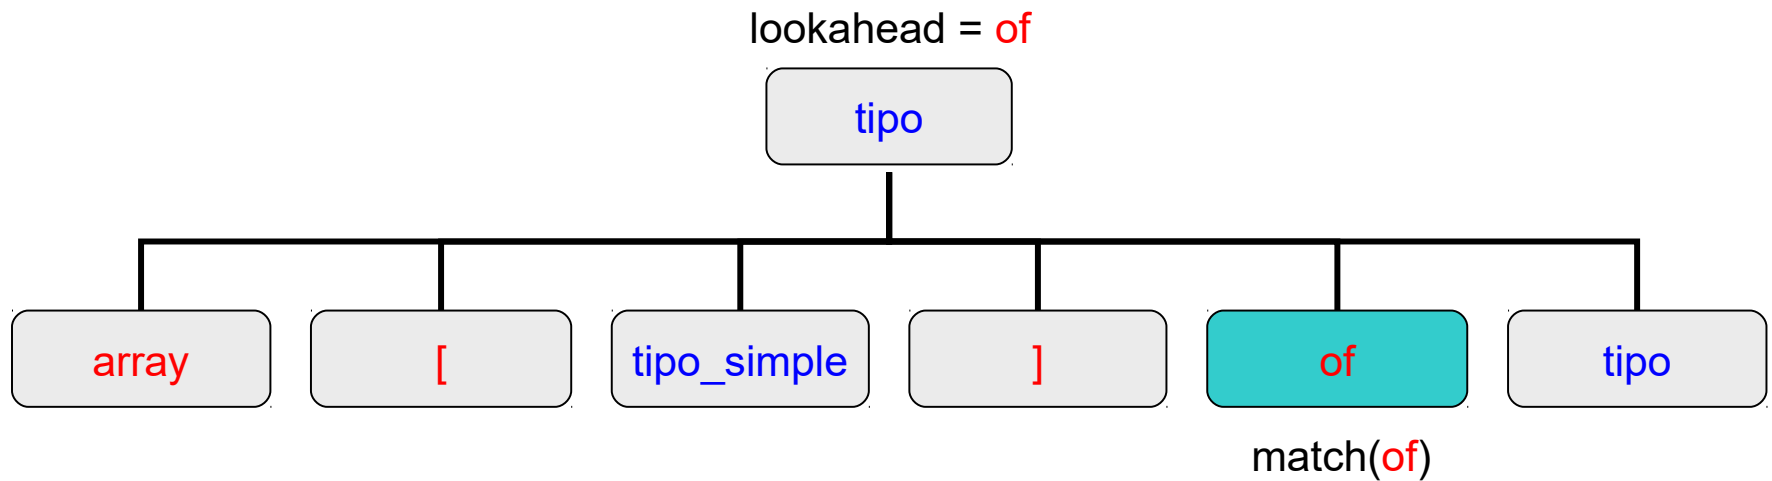 lookahead = of
tipo
array [ tipo_simple ] of tipo
match(of)